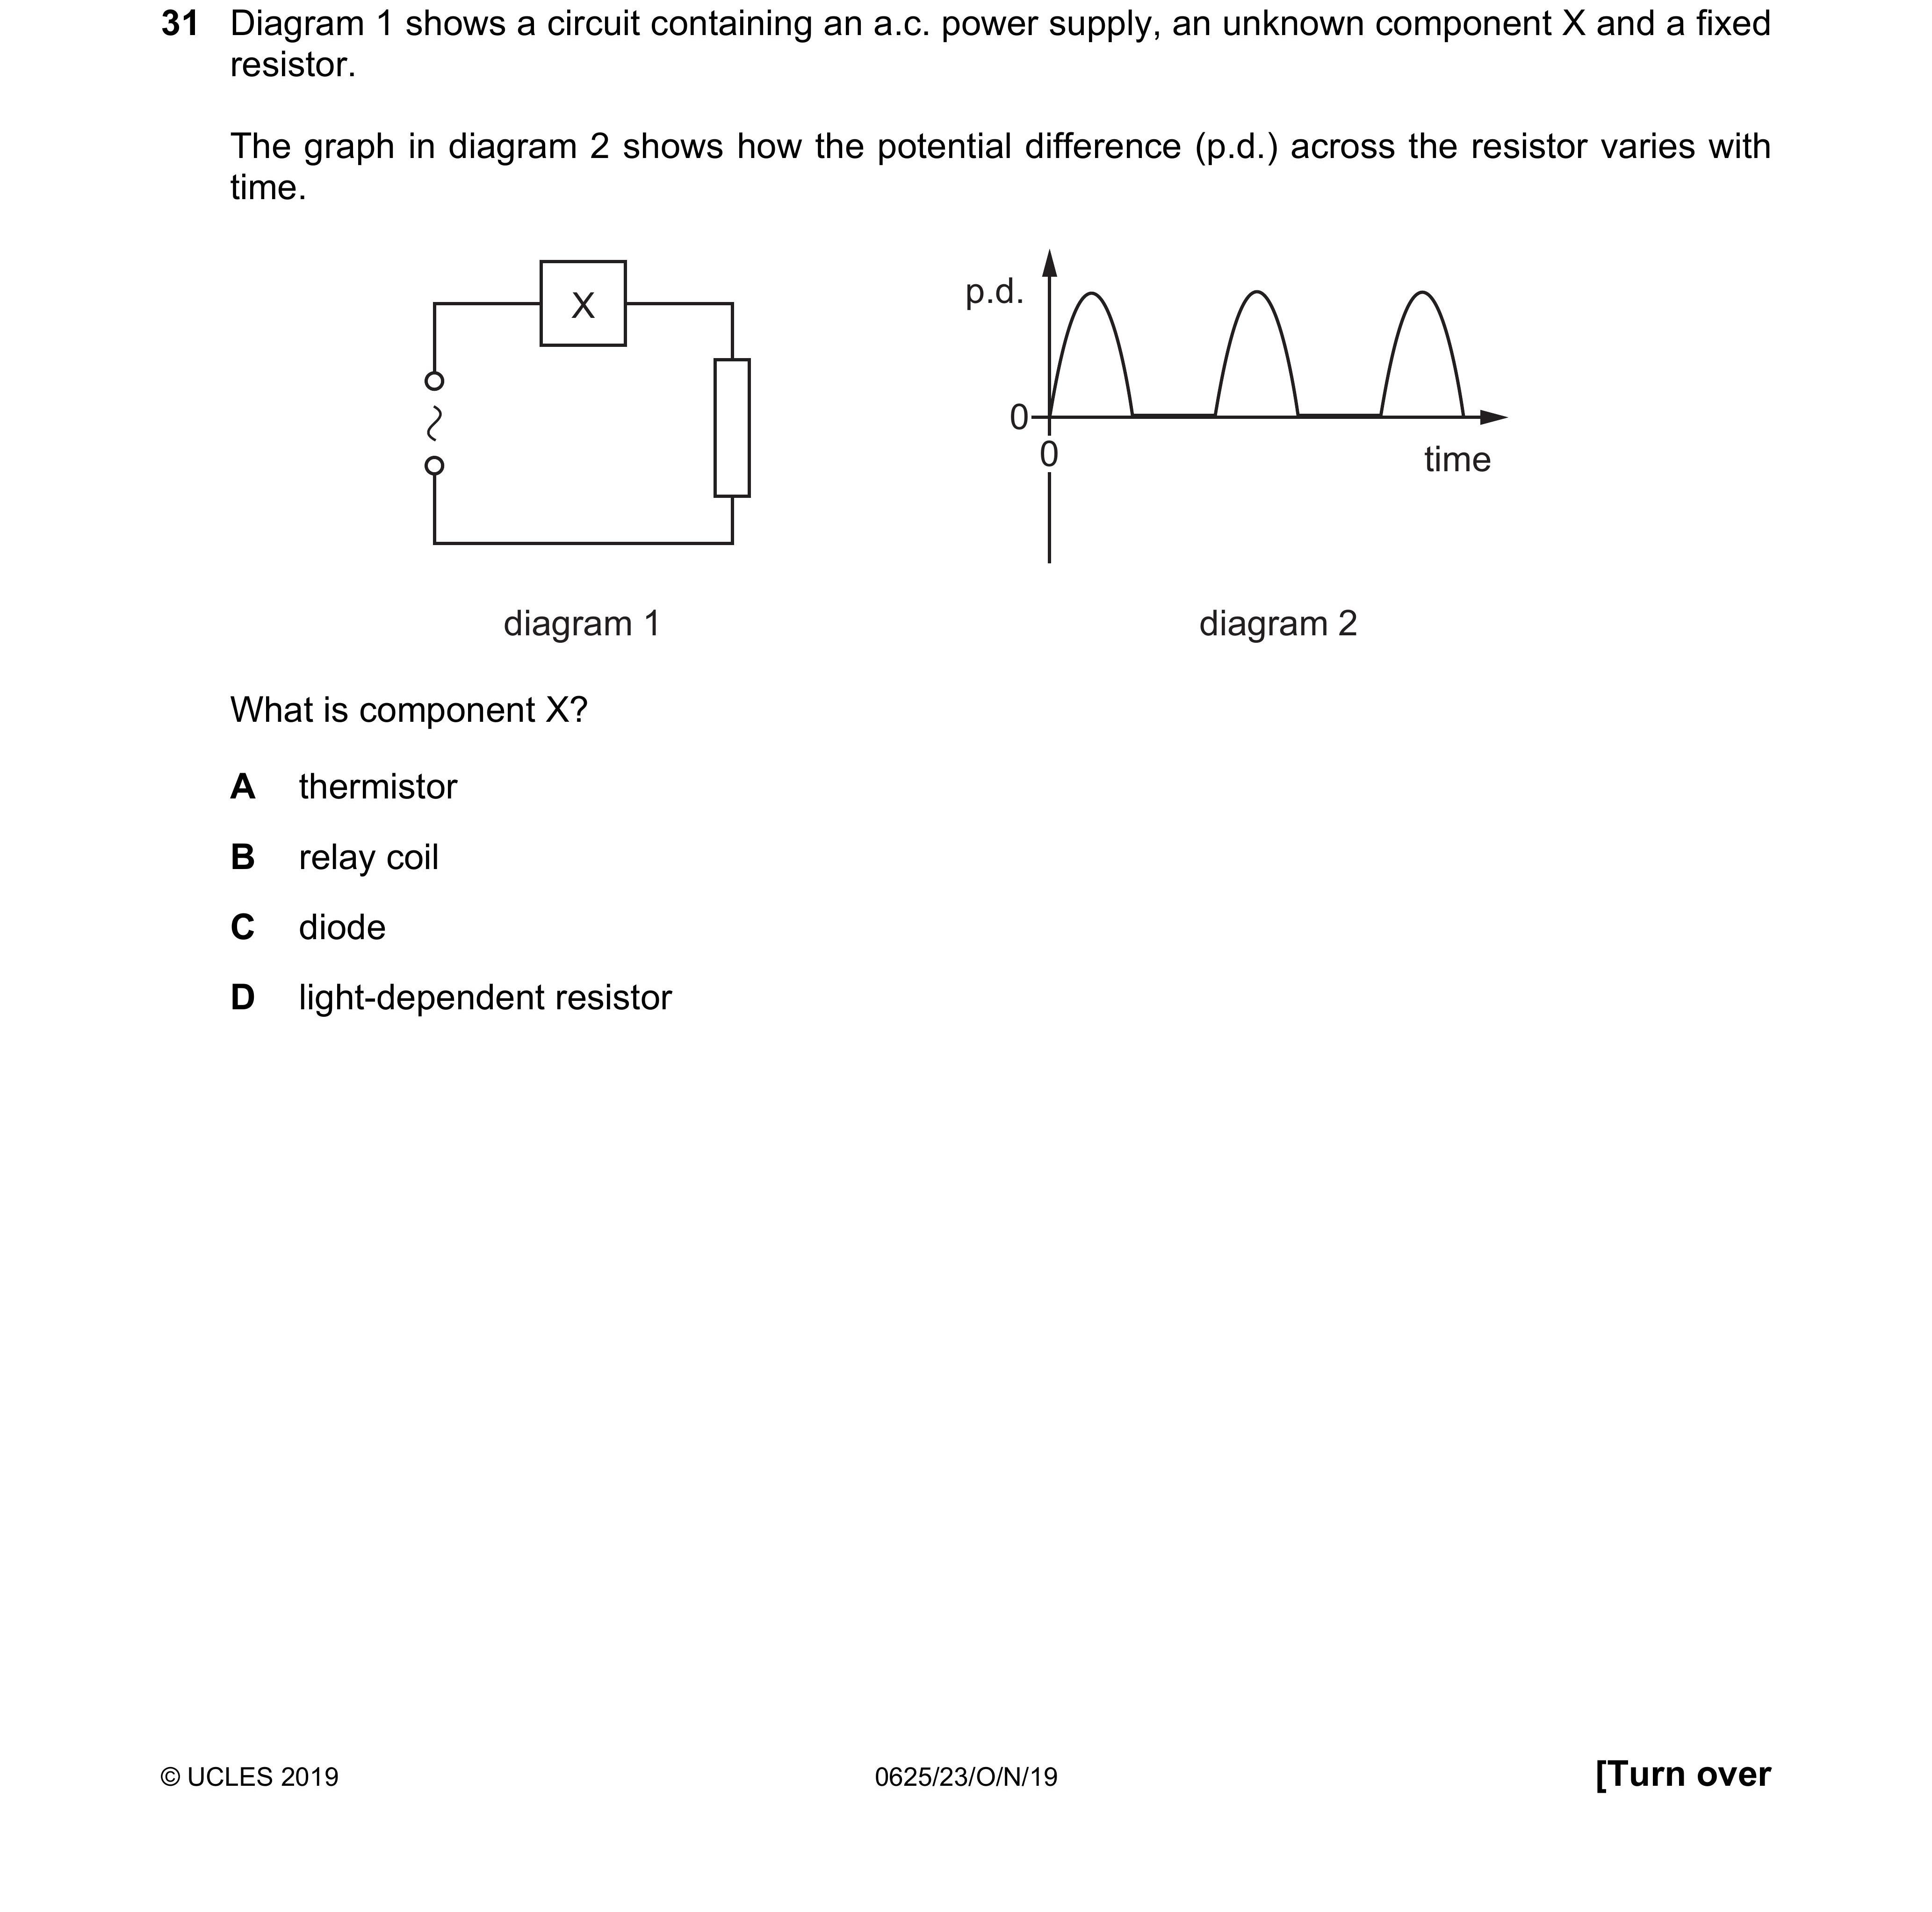 31 Diagram 1 shows a circuit containing an a.c. power supply, an unknown component X and a fixed
resistor.
The graph in diagram 2 shows how the potential difference (p.d.) across the resistor varies with
time.
X
p.d.
0
0
time
diagram 1
diagram 2
What is component X?
A thermistor
B relay coil
C diode
D light-dependent resistor
© UCLES 2019
0625/23/O/N/19
[Turn over